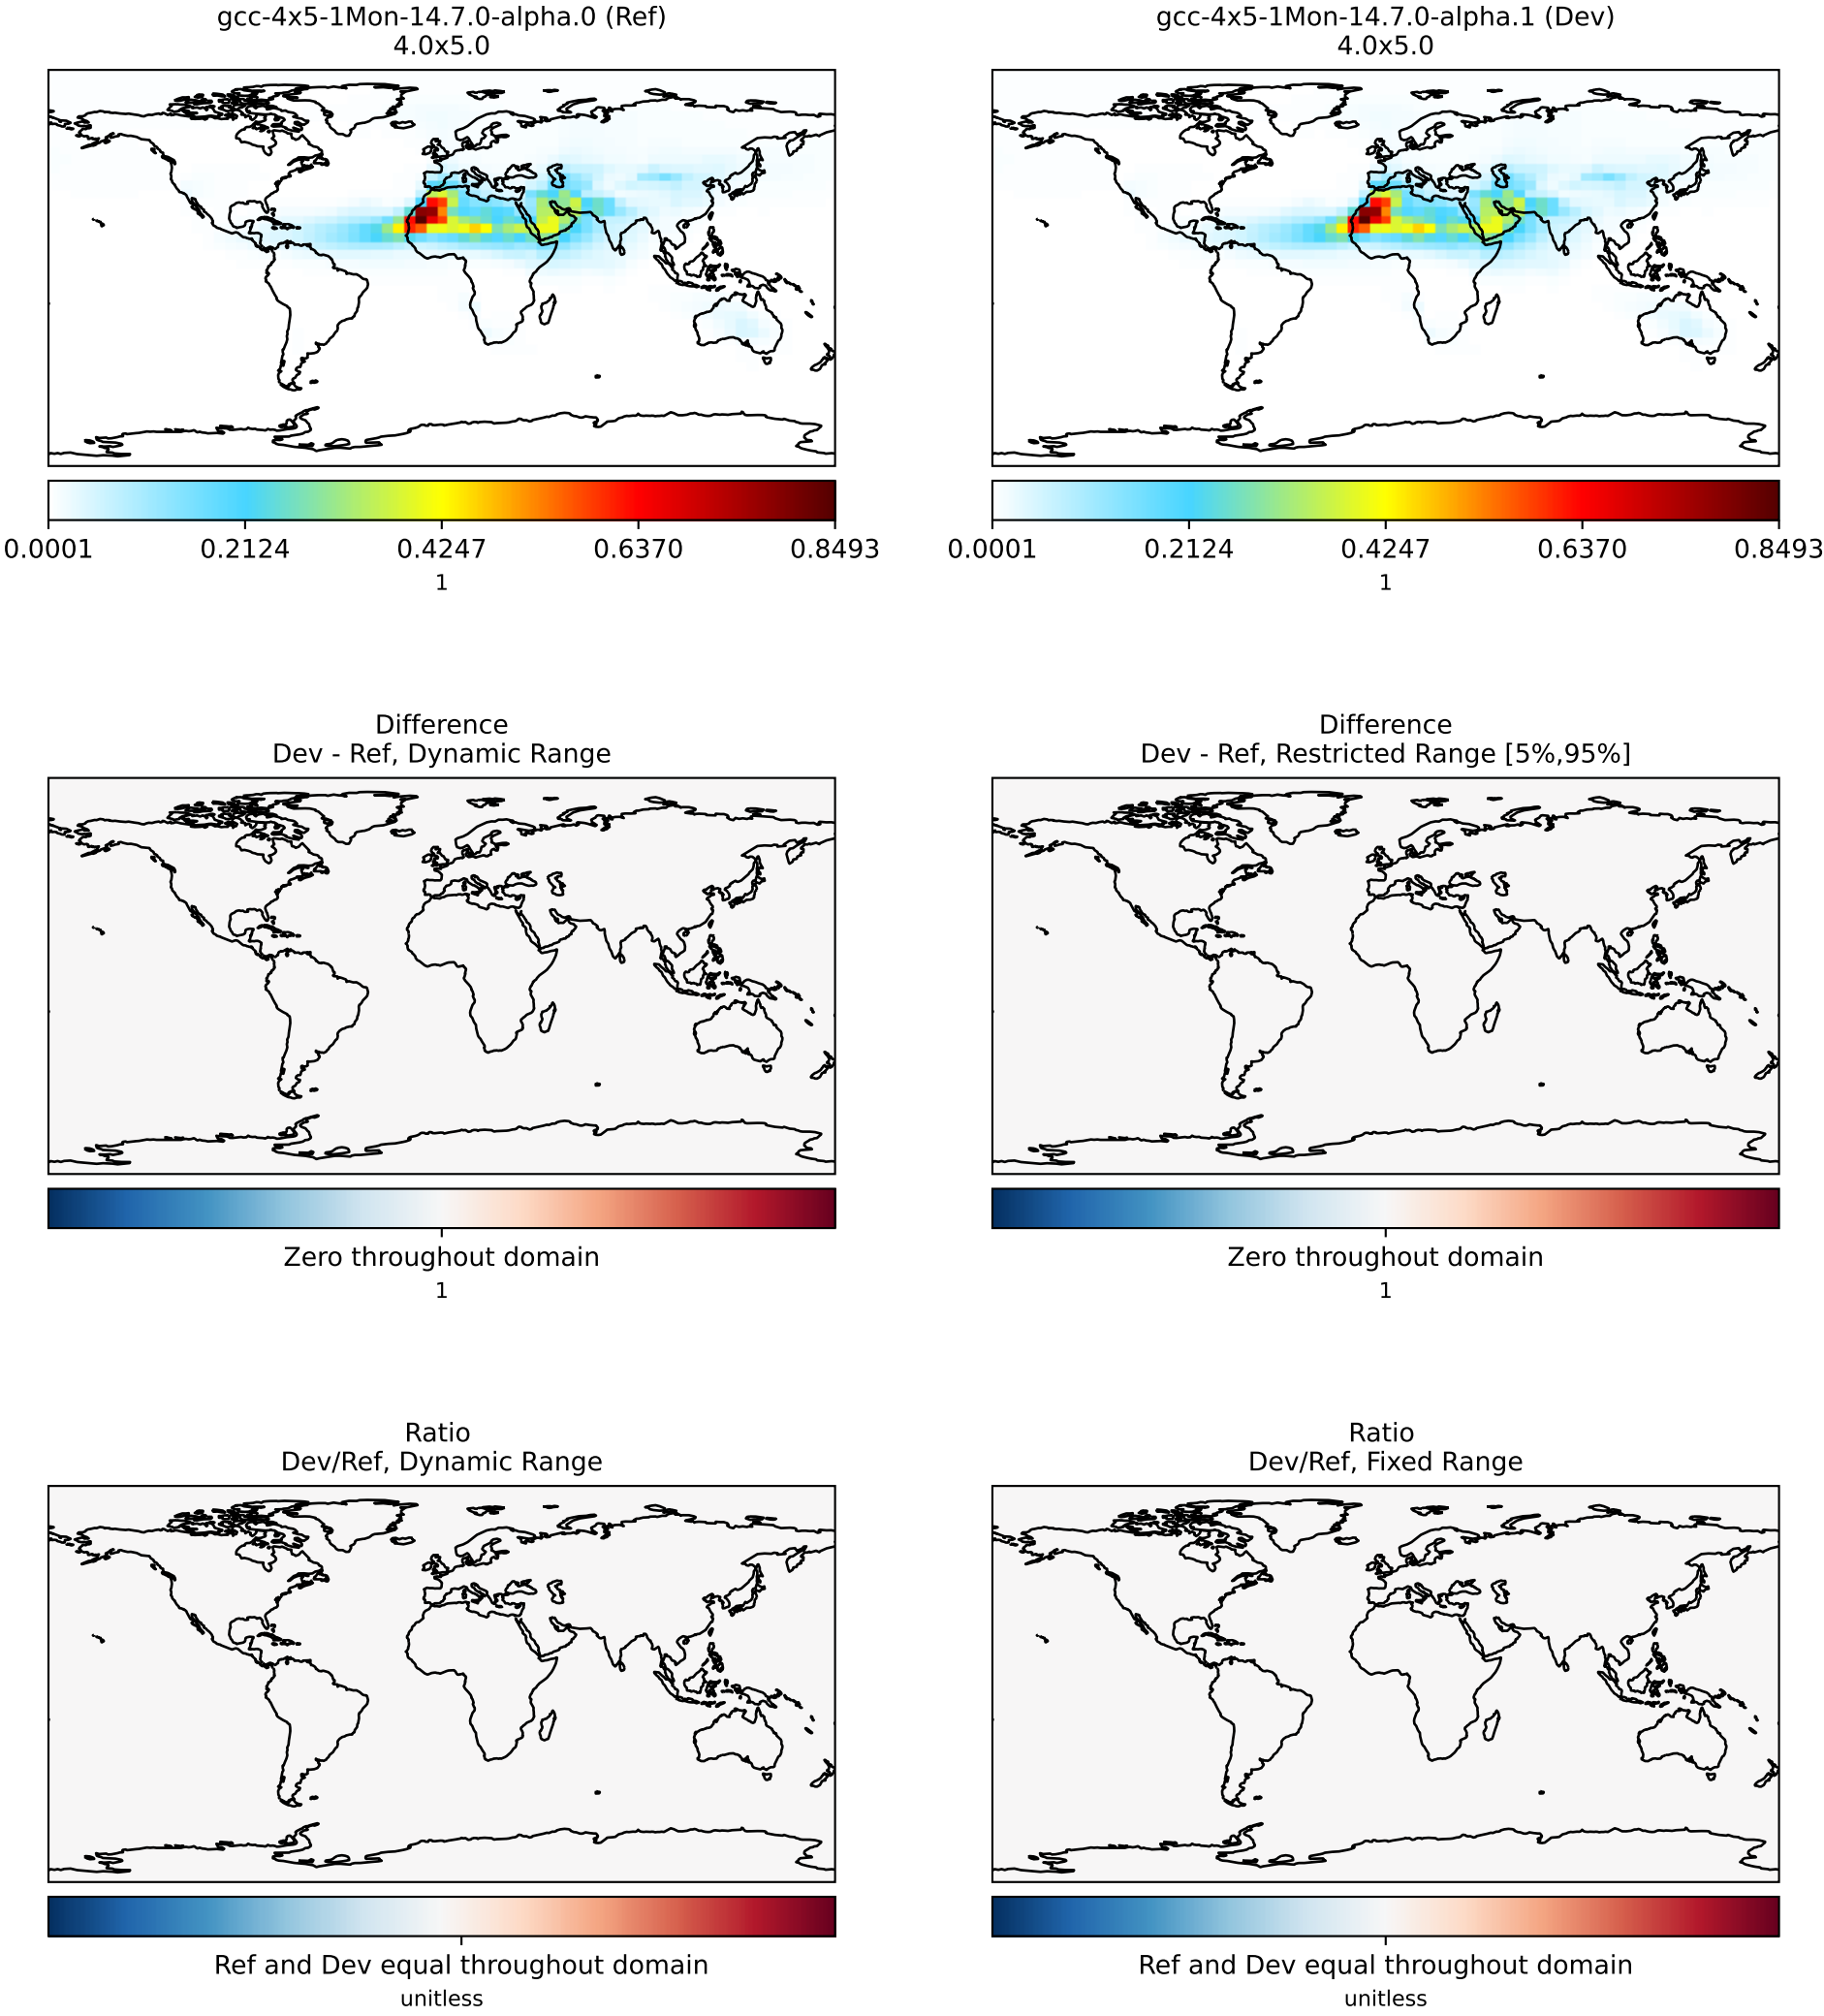 gcc-4x5-1Mon-14.7.0-alpha.0 (Ref)
4.0x5.0
gcc-4x5-1Mon-14.7.0-alpha.1 (Dev)
4.0x5.0
0.0001 0.2124 0.4247 0.6370 0.8493
1
0.0001 0.2124 0.4247 0.6370 0.8493
1
Difference
Dev - Ref, Dynamic Range
Difference
Dev - Ref, Restricted Range [5%,95%]
Zero throughout domain
1
Zero throughout domain
1
Ratio
Dev/Ref, Dynamic Range
Ratio
Dev/Ref, Fixed Range
Ref and Dev equal throughout domain
unitless
Ref and Dev equal throughout domain
unitless